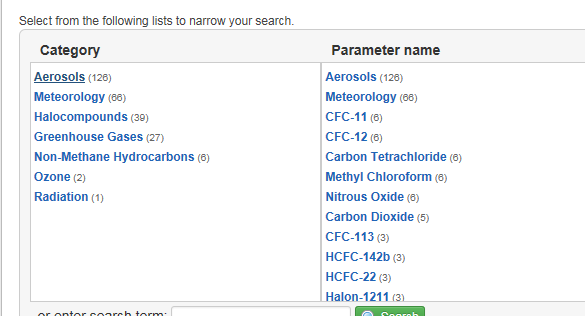 Select from the following lists to narrow your search.
Category
Aerosols (126)
Meteorology (66)
Halocompounds (39)
Greenhouse Gases (27)
Non-Methane Hydrocarbons (6)
Ozone (2)
Radiation (1)
Parameter name
Aerosols (126)
Meteorology (66)
CFC-11 (6)
CFC-12 (6)
Carbon Tetrachloride (6)
Methyl Chloroform (6)
Nitrous Oxide (6)
Carbon Dioxide (5)
CFC-113 (3)
HCFC-142b (3)
HCFC-22 (3)
Halon-1211 (3)
or enter search term: Search